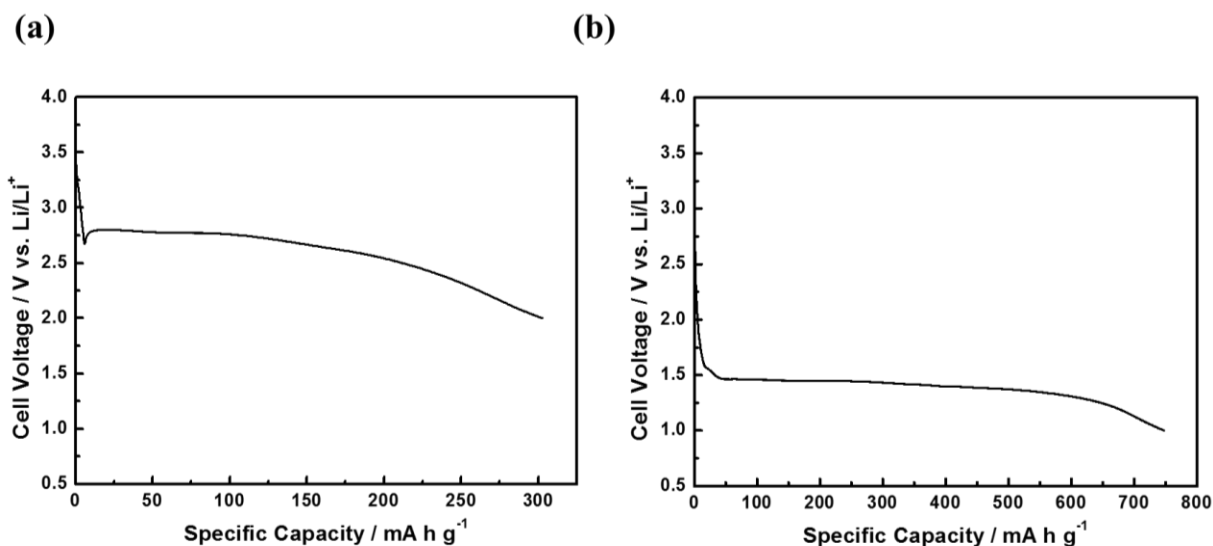 (a)
(b)
4.0
3.5
3.0
2.5
2.0
1.5
1.0
0.5
Cell Voltage / V vs. Li/Li⁺
0 50 100 150 200 250 300
Specific Capacity / mA h g⁻¹
4.0
3.5
3.0
2.5
2.0
1.5
1.0
0.5
Cell Voltage / V vs. Li/Li⁺
0 100 200 300 400 500 600 700 800
Specific Capacity / mA h g⁻¹